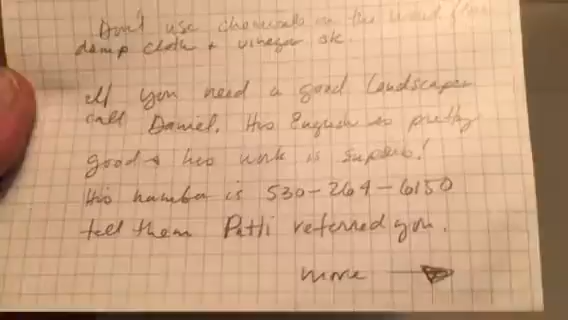 Don't use chemicals on the wood floor
damp cloth & vinegar ok.
If you need a good Landscaper
call Daniel. His English is pretty
good & his work is superb!
His number is 530-264-6150
tell them Patti referred you.
more